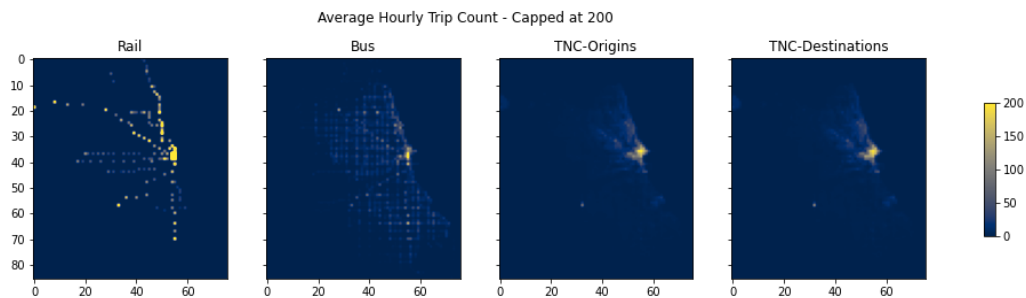 Average Hourly Trip Count - Capped at 200
Rail
Bus
TNC-Origins
TNC-Destinations
0
10
20
30
40
50
60
70
80
0 20 40 60
0 20 40 60
0 20 40 60
0 20 40 60
200
150
100
50
0